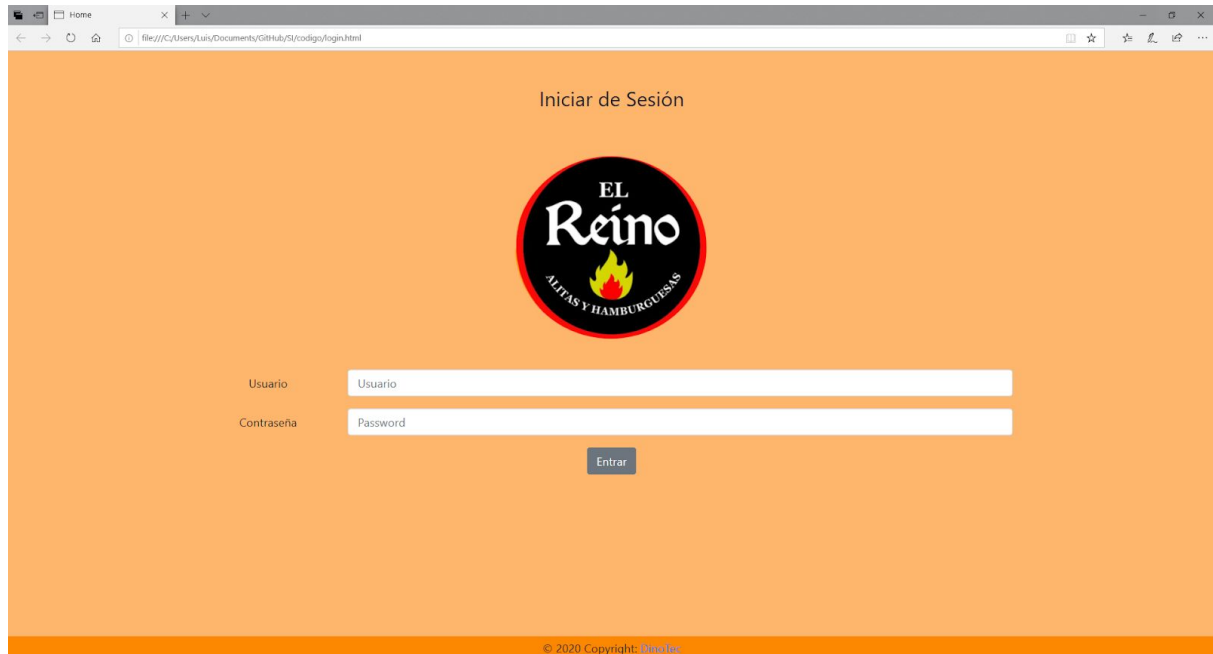 Home
file:///C:/Users/Luis/Documents/GitHub/SI/codigo/login.html
Iniciar de Sesión
EL
Reino
ALITAS Y HAMBURGUESAS
Usuario Usuario
Contraseña Password
Entrar
© 2020 Copyright: DinoTec